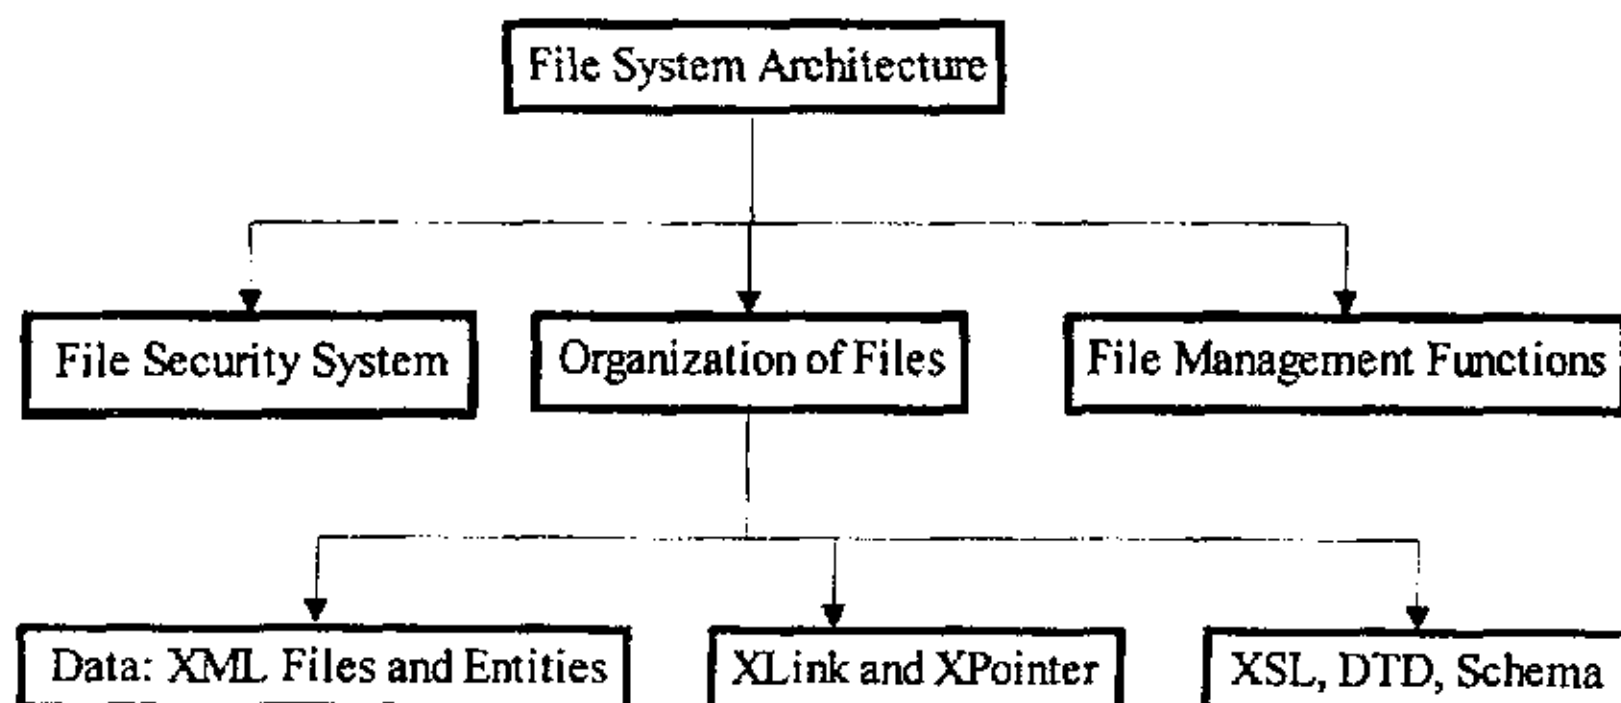 File System Architecture
File Security System
Organization of Files
File Management Functions
Data: XML Files and Entities
XLink and XPointer
XSL, DTD, Schema